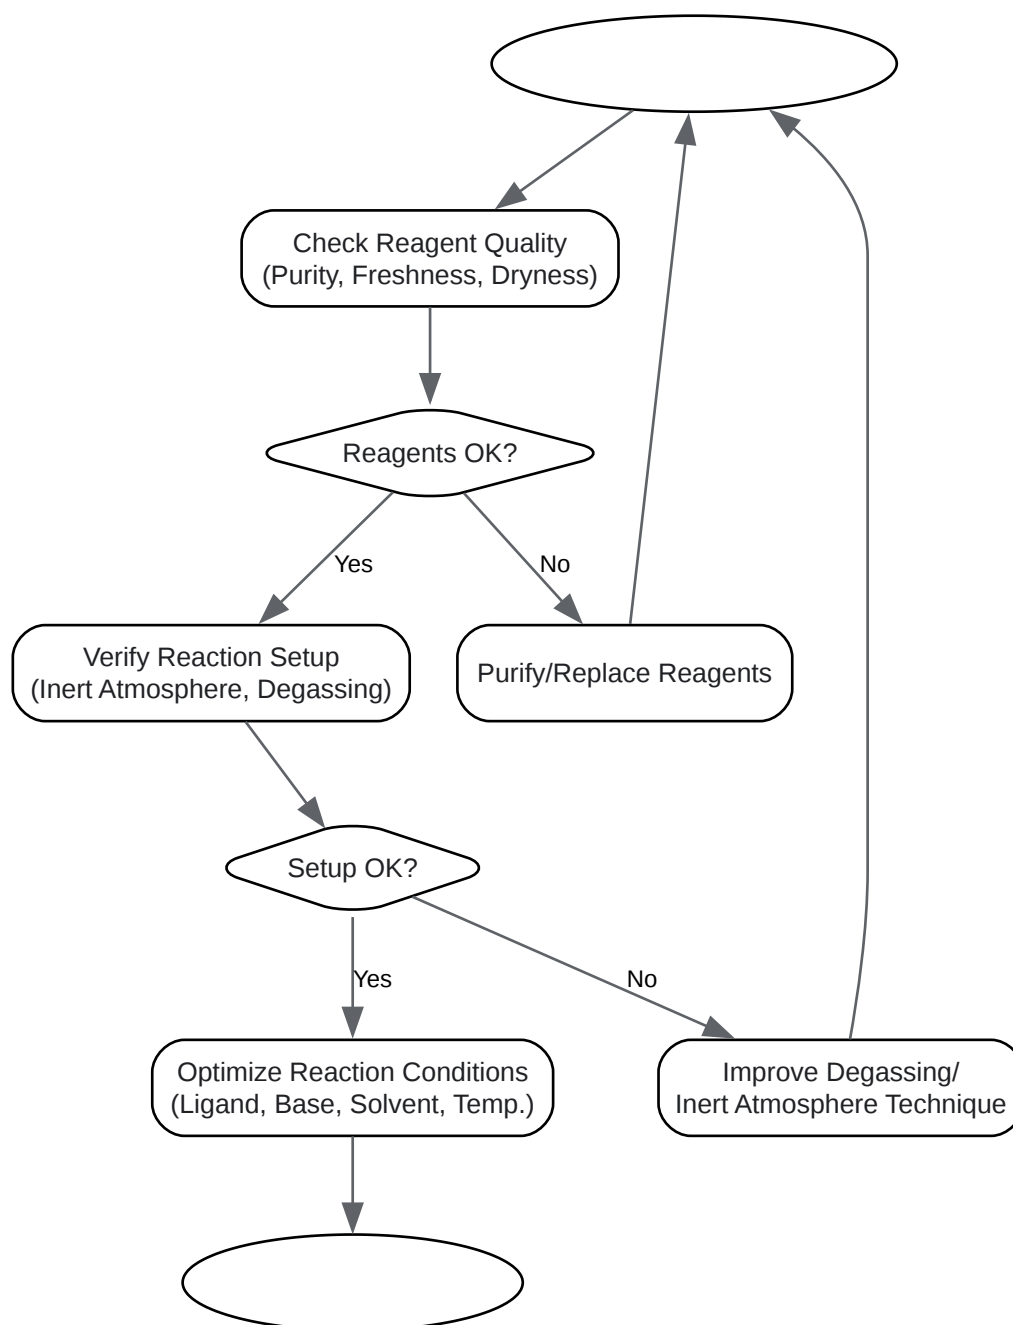 Check Reagent Quality
(Purity, Freshness, Dryness)
Reagents OK?
Yes
No
Verify Reaction Setup
(Inert Atmosphere, Degassing)
Purify/Replace Reagents
Setup OK?
Yes
No
Optimize Reaction Conditions
(Ligand, Base, Solvent, Temp.)
Improve Degassing/
Inert Atmosphere Technique